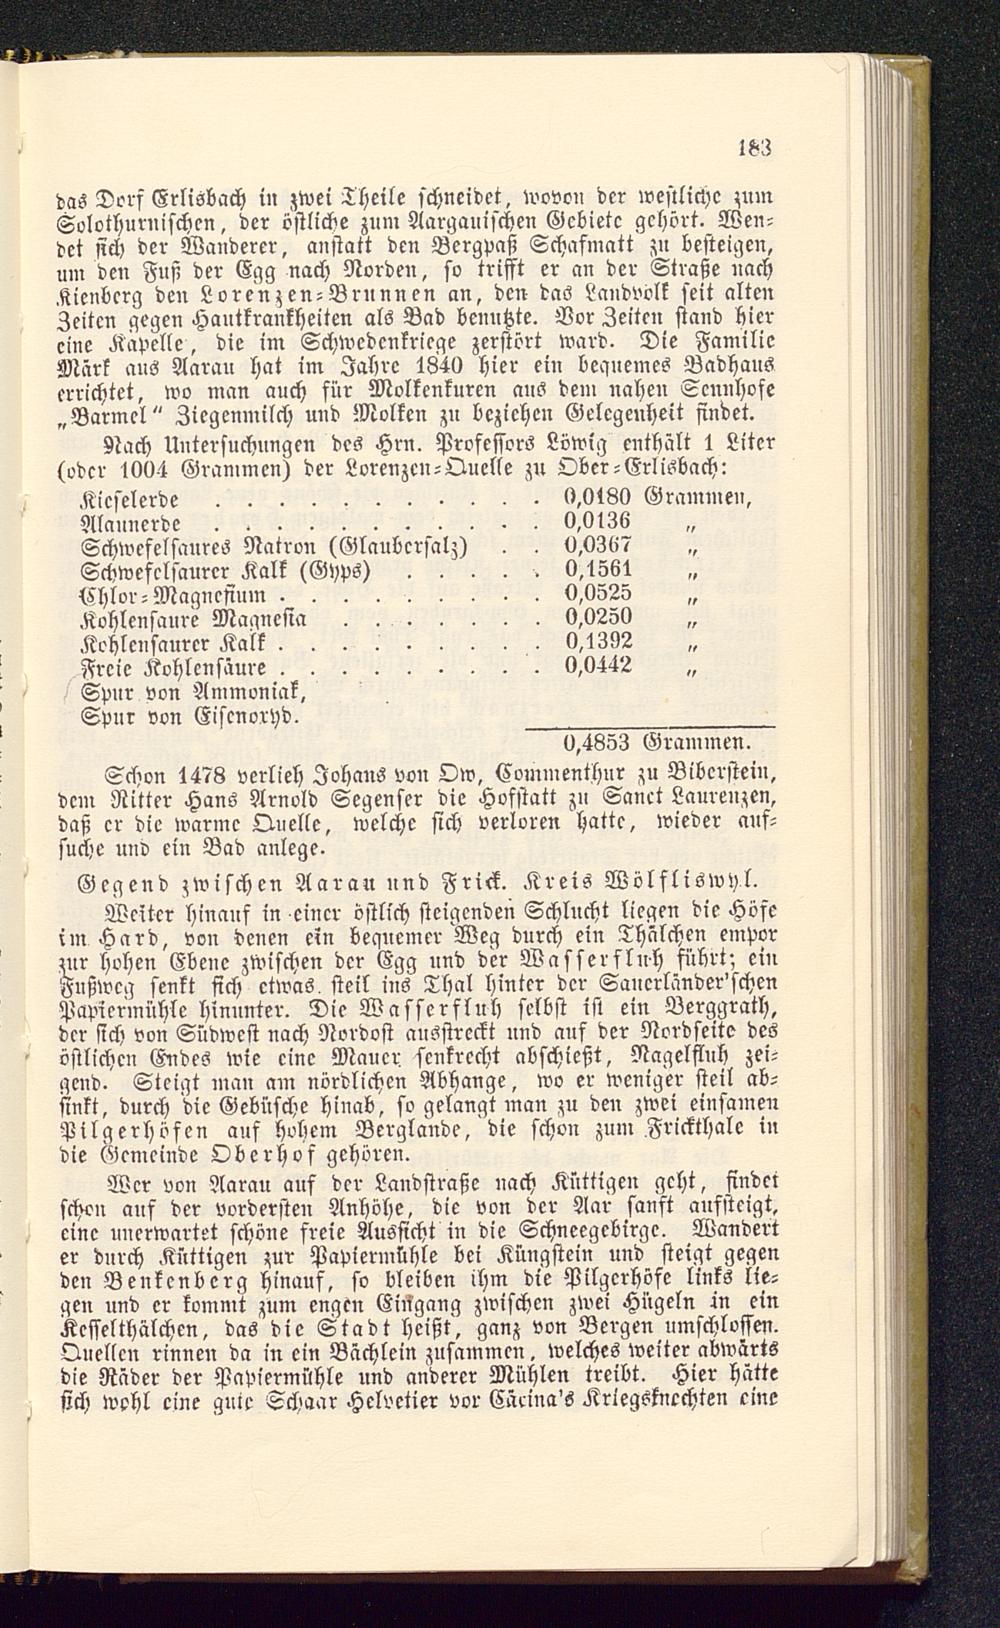 183
das Dorf Erlisbach in zwei Theile schneidet, wovon der westliche zum
Solothurnischen, der östliche zum Aargauischen Gebiete gehört. Wen-
det sich der Wanderer, anstatt den Bergpaß Schafmatt zu besteigen,
um den Fuß der Egg nach Norden, so trifft er an der Straße nach
Kienberg den Lorenzen-Brunnen an, den das Landvolk seit alten
Zeiten gegen Hautkrankheiten als Bad benutzte. Vor Zeiten stand hier
eine Kapelle, die im Schwedenkriege zerstört ward. Die Familie
Märk aus Aarau hat im Jahre 1840 hier ein bequemes Badhaus
errichtet, wo man auch für Molkenkuren aus dem nahen Sennhofe
„Barmel“ Ziegenmilch und Molken zu beziehen Gelegenheit findet.
Nach Untersuchungen des Hrn. Professors Löwig enthält 1 Liter
(oder 1004 Grammen) der Lorenzen-Quelle zu Ober-Erlisbach:
Kieselerde . . . . . . . . . . . 0,0180 Grammen,
Alaunerde . . . . . . . . . . . 0,0136 „
Schwefelsaures Natron (Glaubersalz) . . 0,0367 „
Schwefelsaurer Kalk (Gyps) . . . . . 0,1561 „
Chlor-Magnesium . . . . . . . . . 0,0525 „
Kohlensaure Magnesia . . . . . . . 0,0250 „
Kohlensaurer Kalk . . . . . . . . . 0,1392 „
Freie Kohlensäure . . . . . . . . . 0,0442 „
Spur von Ammoniak,
Spur von Eisenoxyd.
0,4853 Grammen.
Schon 1478 verlieh Johans von Ow, Commenthur zu Biberstein,
dem Ritter Hans Arnold Segenser die Hofstatt zu Sanct Laurenzen,
daß er die warme Quelle, welche sich verloren hatte, wieder auf-
suche und ein Bad anlege.
Gegend zwischen Aarau und Frick. Kreis Wölfliswyl.
Weiter hinauf in einer östlich steigenden Schlucht liegen die Höfe
im Hard, von denen ein bequemer Weg durch ein Thälchen empor
zur hohen Ebene zwischen der Egg und der Wasserfluh führt; ein
Fußweg senkt sich etwas steil ins Thal hinter der Sauerländer'schen
Papiermühle hinunter. Die Wasserfluh selbst ist ein Berggrath,
der sich von Südwest nach Nordost ausstreckt und auf der Nordseite des
östlichen Endes wie eine Mauer senkrecht abschießt, Nagelfluh zei-
gend. Steigt man am nördlichen Abhange, wo er weniger steil ab-
sinkt, durch die Gebüsche hinab, so gelangt man zu den zwei einsamen
Pilgerhöfen auf hohem Berglande, die schon zum Frickthale in
die Gemeinde Oberhof gehören.
Wer von Aarau auf der Landstraße nach Küttigen geht, findet
schon auf der vordersten Anhöhe, die von der Aar sanft aufsteigt,
eine unerwartet schöne freie Aussicht in die Schneegebirge. Wandert
er durch Küttigen zur Papiermühle bei Küngstein und steigt gegen
den Benkenberg hinauf, so bleiben ihm die Pilgerhöfe links lie-
gen und er kommt zum engen Eingang zwischen zwei Hügeln in ein
Kesselthälchen, das die Stadt heißt, ganz von Bergen umschlossen.
Quellen rinnen da in ein Bächlein zusammen, welches weiter abwärts
die Räder der Papiermühle und anderer Mühlen treibt. Hier hätte
sich wohl eine gute Schaar Helvetier vor Cäcina's Kriegsknechten eine